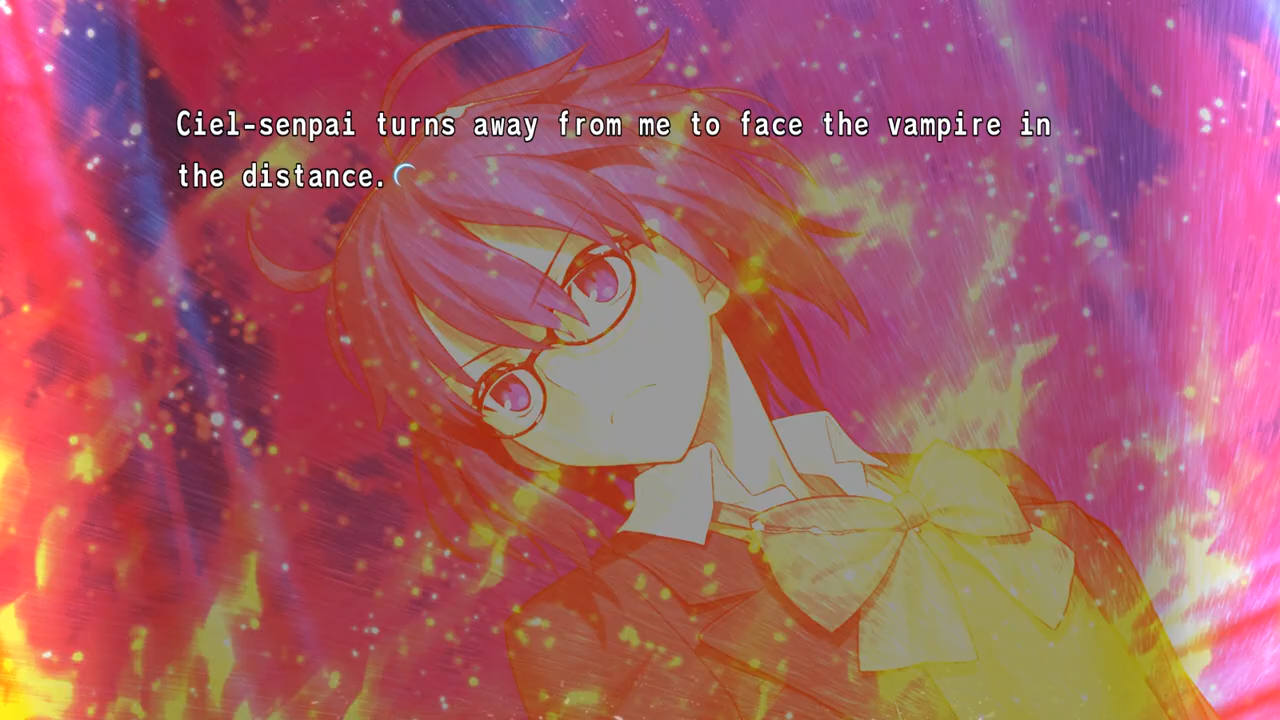 Ciel-senpai turns away from me to face the vampire in
the distance.